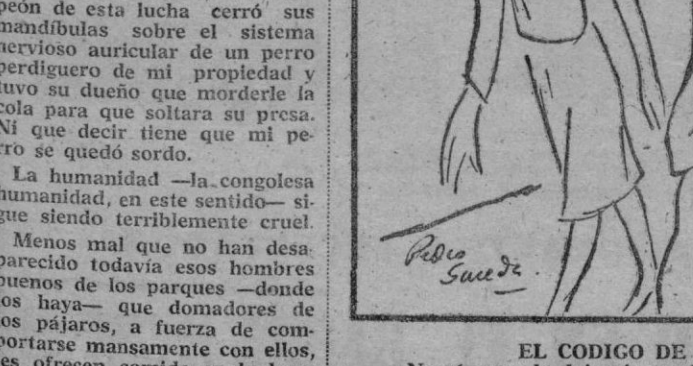 peón de esta lucha cerró sus
mandíbulas sobre el sistema
nervioso auricular de un perro
perdiguero de mi propiedad y
tuvo su dueño que morderle la
cola para que soltara su presa.
Ni que decir tiene que mi pe-
rro se quedó sordo.
La humanidad —la congolesa
humanidad, en este sentido— si-
gue siendo terriblemente cruel.
Menos mal que no han desa-
parecido todavía esos hombres
buenos de los parques —donde
los haya— que domadores de
los pájaros, a fuerza de com-
portarse mansamente con ellos,
les ofrecen
Pedro
Sureda
EL CODIGO DE